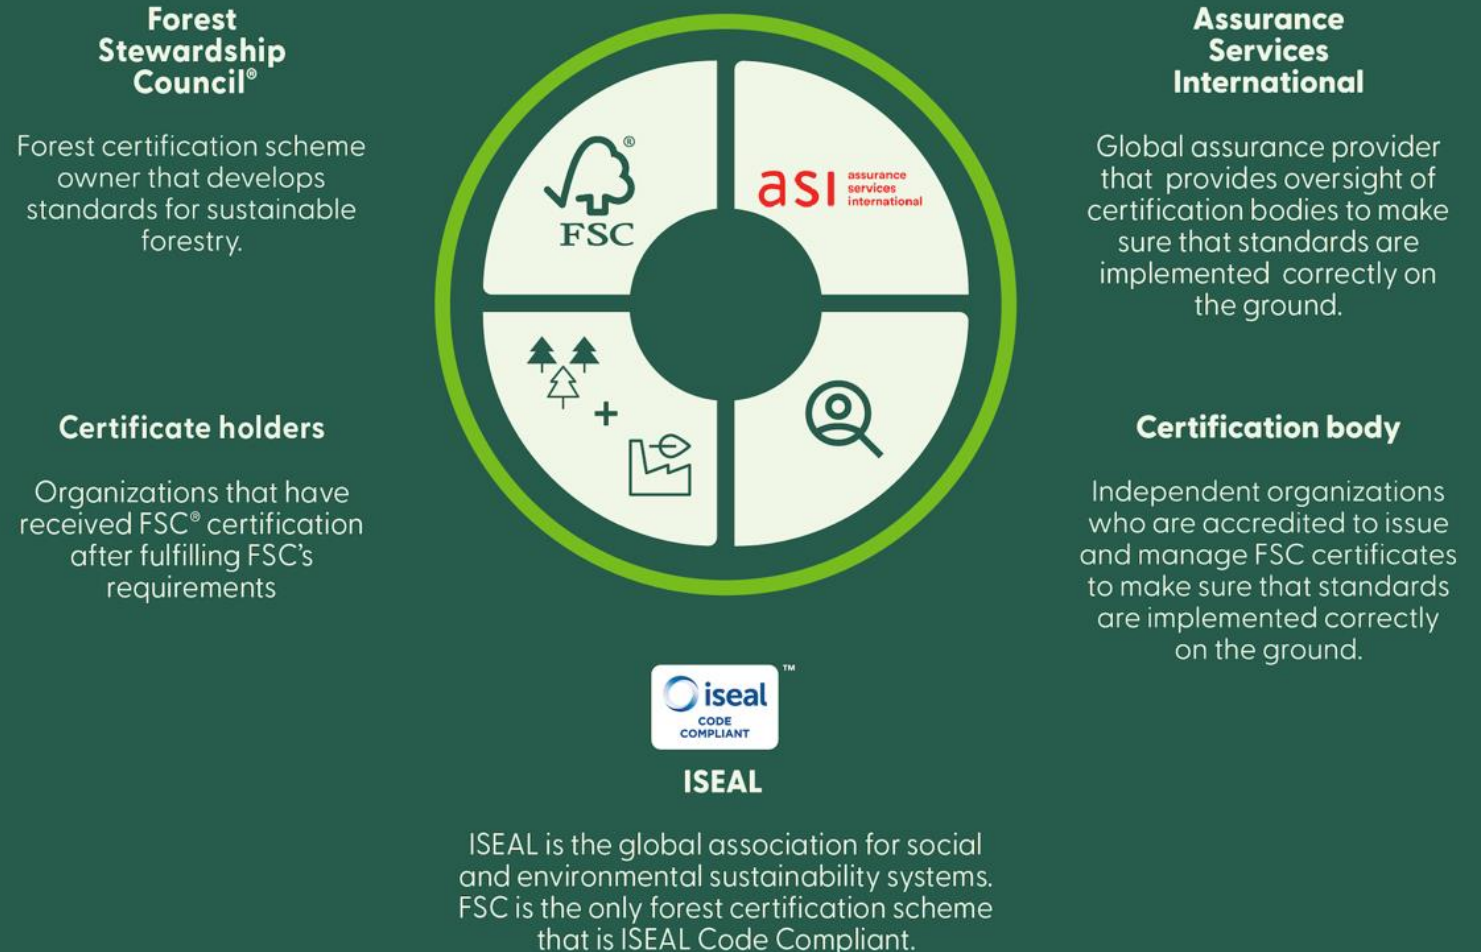 Forest
Stewardship
Council®
Forest certification scheme
owner that develops
standards for sustainable
forestry.
®
FSC
asi
assurance
services
international
Assurance
Services
International
Global assurance provider
that provides oversight of
certification bodies to make
sure that standards are
implemented correctly on
the ground.
Certificate holders
Organizations that have
received FSC® certification
after fulfilling FSC’s
requirements
+
Certification body
Independent organizations
who are accredited to issue
and manage FSC certificates
to make sure that standards
are implemented correctly
on the ground.
iseal
™
CODE
COMPLIANT
ISEAL
ISEAL is the global association for social
and environmental sustainability systems.
FSC is the only forest certification scheme
that is ISEAL Code Compliant.